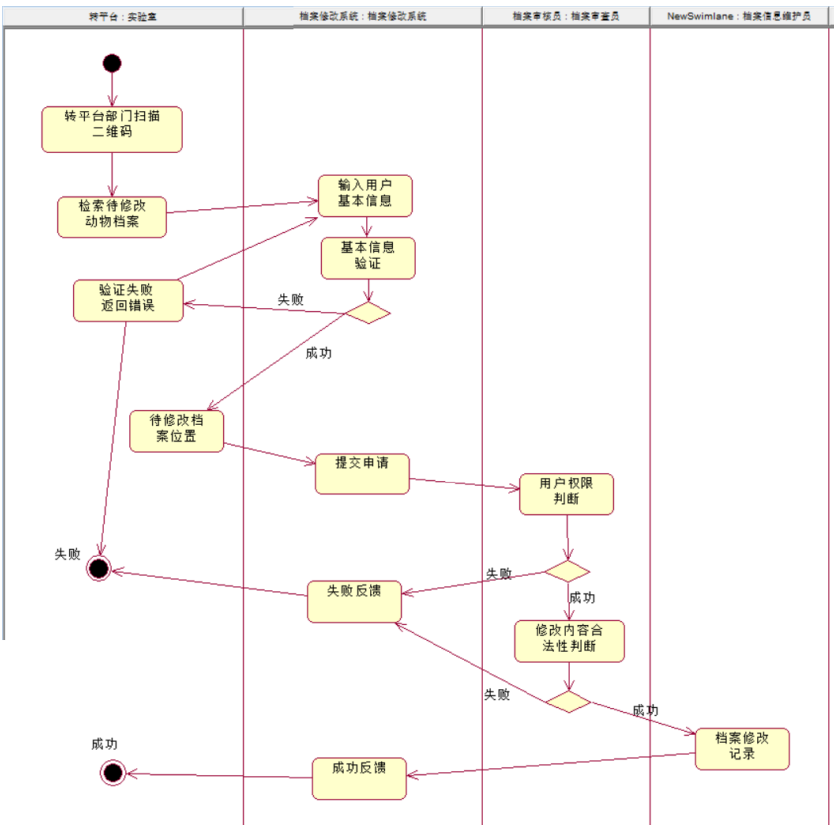 转平台：实验室
档案修改系统：档案修改系统
档案审核员：档案审查员
NewSwimlane：档案信息维护员
转平台部门扫描
二维码
检索待修改
动物档案
输入用户
基本信息
基本信息
验证
验证失败
返回错误
失败
成功
待修改档
案位置
提交申请
用户权限
判断
失败
失败
失败反馈
成功
修改内容合
法性判断
失败
成功
档案修改
记录
成功
成功反馈